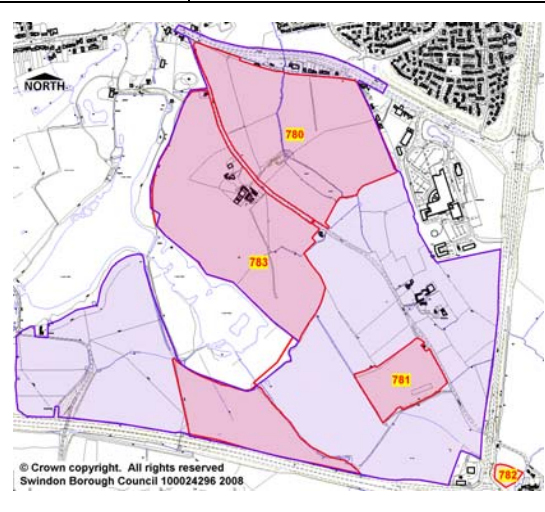 NORTH
780
783
781
782
© Crown copyright. All rights reserved
Swindon Borough Council 100024296 2008